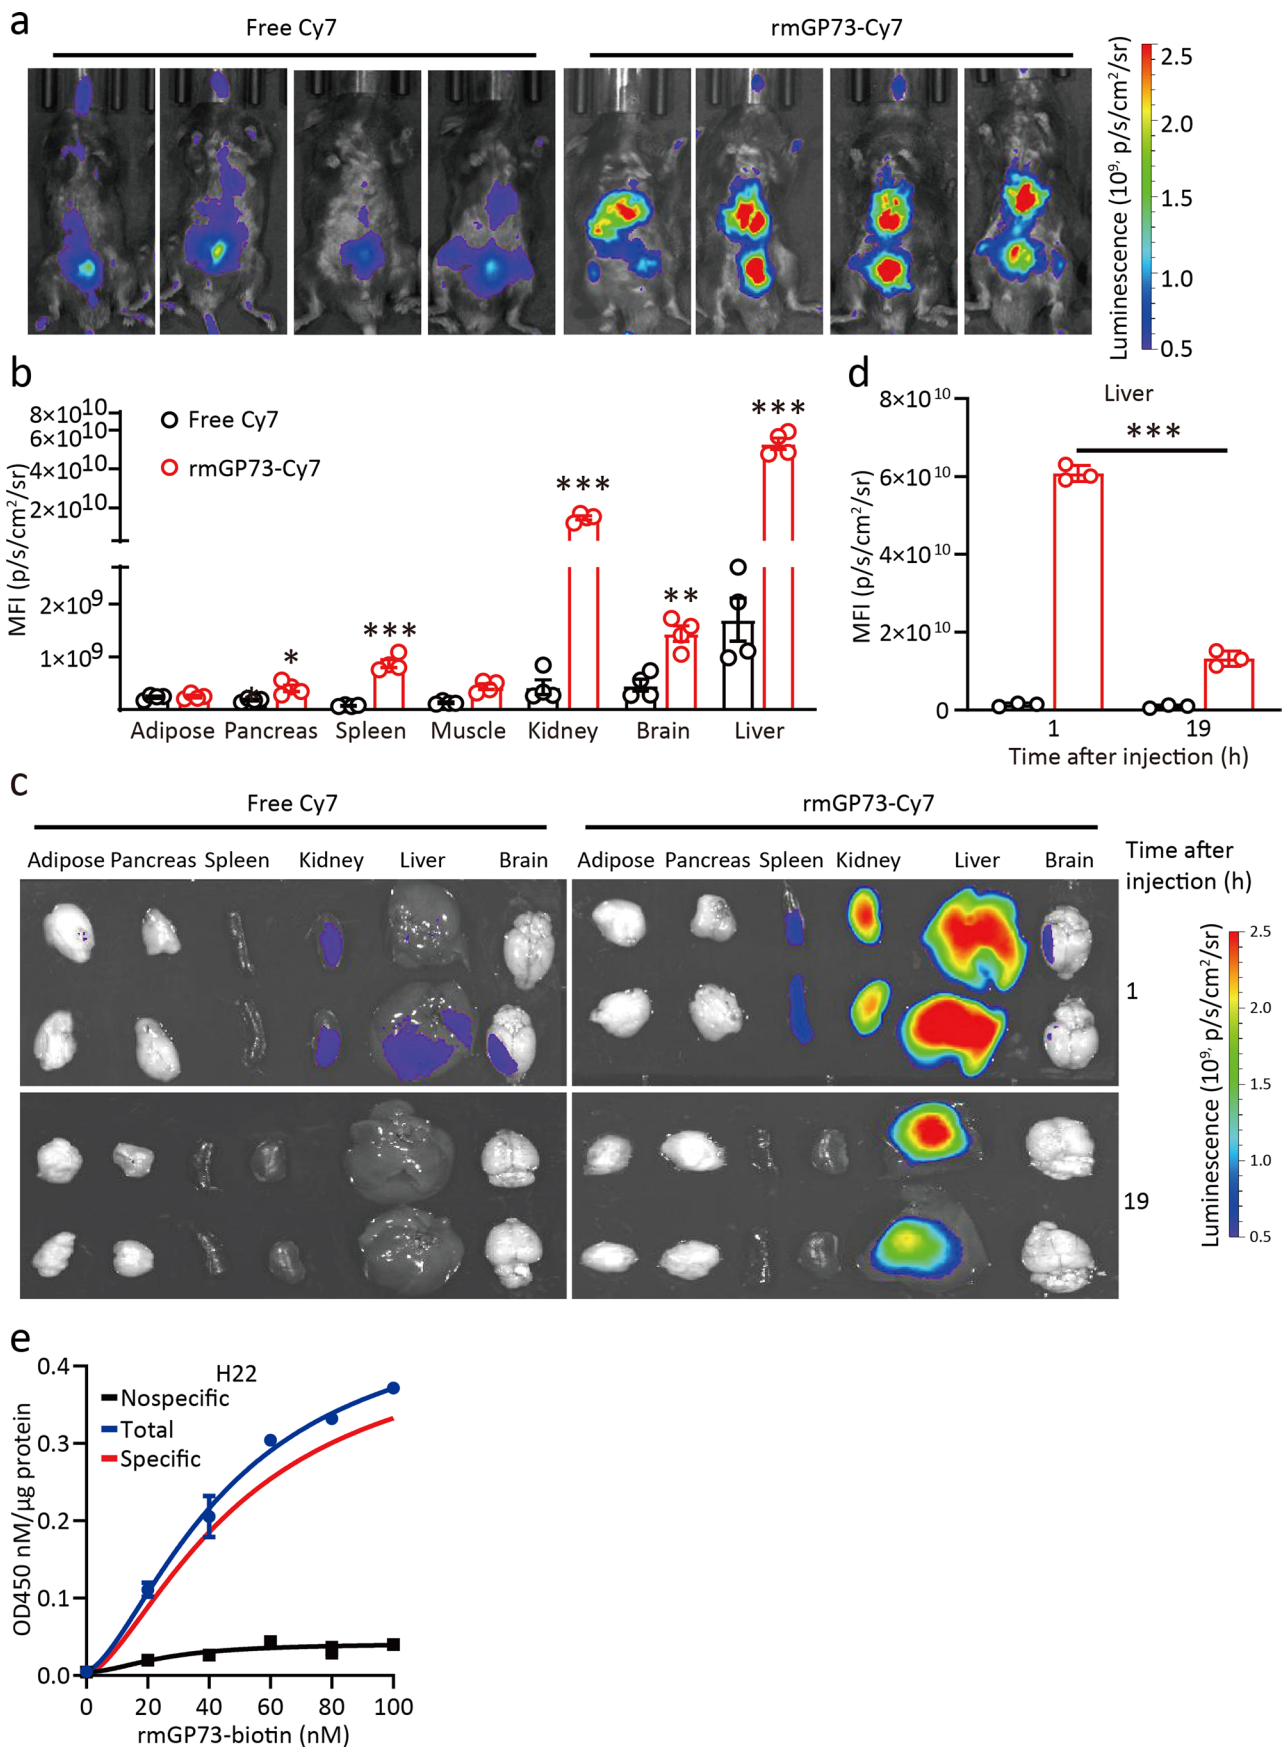 a
Free Cy7
rmGP73-Cy7
Luminescence (10⁹, p/s/cm²/sr)
2.5
2.0
1.5
1.0
0.5
b
MFI (p/s/cm²/sr)
8×10¹⁰
6×10¹⁰
4×10¹⁰
2×10¹⁰
2×10⁹
1×10⁹
Free Cy7
rmGP73-Cy7
*
***
***
**
***
Adipose Pancreas Spleen Muscle Kidney Brain Liver
d
Liver
***
MFI (p/s/cm²/sr)
8×10¹⁰
6×10¹⁰
4×10¹⁰
2×10¹⁰
0
1 19
Time after injection (h)
c
Free Cy7
rmGP73-Cy7
Adipose Pancreas Spleen Kidney Liver Brain
Adipose Pancreas Spleen Kidney Liver Brain
Time after
injection (h)
1
19
Luminescence (10⁹, p/s/cm²/sr)
2.5
2.0
1.5
1.0
0.5
e
H22
Nospecific
Total
Specific
OD450 nM/μg protein
0.4
0.3
0.2
0.1
0.0
0 20 40 60 80 100
rmGP73-biotin (nM)